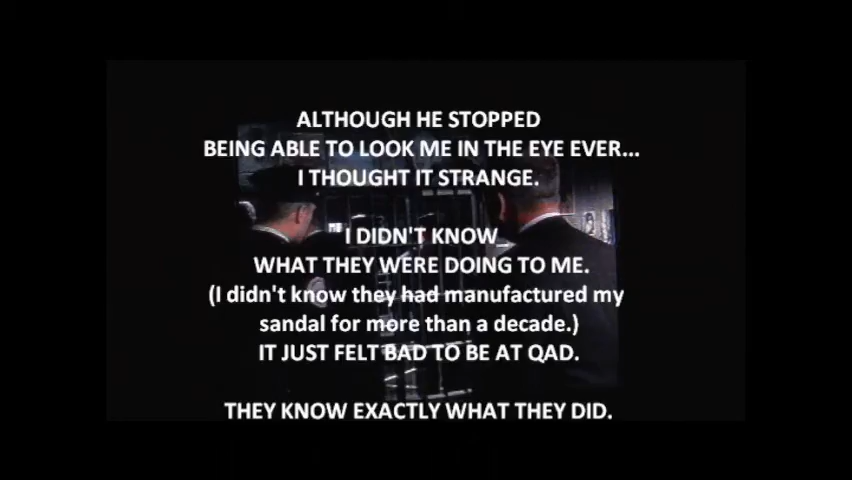 ALTHOUGH HE STOPPED
BEING ABLE TO LOOK ME IN THE EYE EVER...
I THOUGHT IT STRANGE.
I DIDN'T KNOW_
WHAT THEY WERE DOING TO ME.
(I didn't know they had manufactured my
sandal for more than a decade.)
IT JUST FELT BAD TO BE AT QAD.
THEY KNOW EXACTLY WHAT THEY DID.